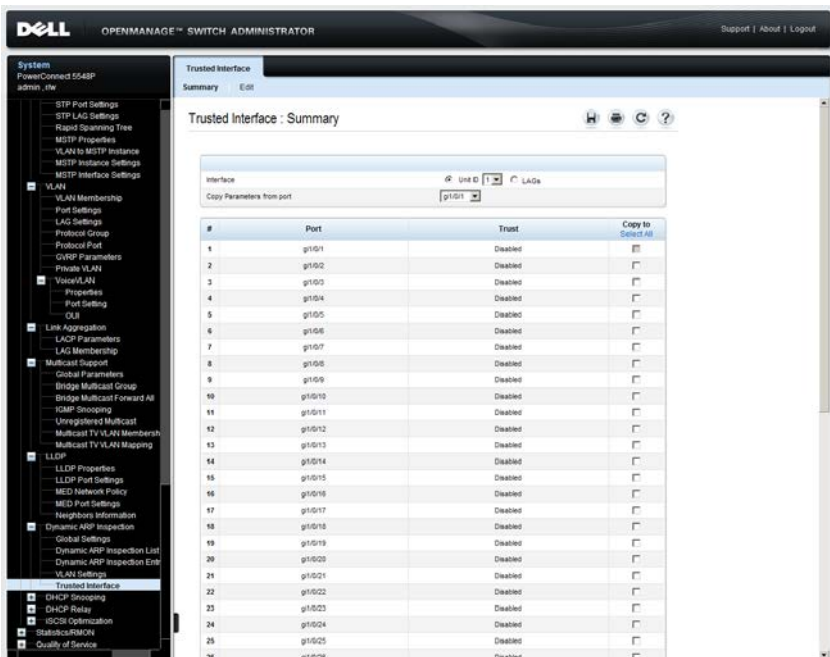 DELL OPENMANAGE™ SWITCH ADMINISTRATOR
Support | About | Logout
System
PowerConnect 5548P
admin , r/w
STP Port Settings
STP LAG Settings
Rapid Spanning Tree
MSTP Properties
VLAN to MSTP Instance
MSTP Instance Settings
MSTP Interface Settings
VLAN
VLAN Membership
Port Settings
LAG Settings
Protocol Group
Protocol Port
GVRP Parameters
Private VLAN
VoiceVLAN
Properties
Port Setting
OUI
Link Aggregation
LACP Parameters
LAG Membership
Multicast Support
Global Parameters
Bridge Multicast Group
Bridge Multicast Forward All
IGMP Snooping
Unregistered Multicast
Multicast TV VLAN Membersh
Multicast TV VLAN Mapping
LLDP
LLDP Properties
LLDP Port Settings
MED Network Policy
MED Port Settings
Neighbors Information
Dynamic ARP Inspection
Global Settings
Dynamic ARP Inspection List
Dynamic ARP Inspection Entr
VLAN Settings
Trusted Interface
DHCP Snooping
DHCP Relay
iSCSI Optimization
Statistics/RMON
Quality of Service
Trusted Interface
Summary Edit
Trusted Interface : Summary
Interface Unit ID 1 LAGs
Copy Parameters from port gi1/0/1
# Port Trust Copy to
Select All
1 gi1/0/1 Disabled
2 gi1/0/2 Disabled
3 gi1/0/3 Disabled
4 gi1/0/4 Disabled
5 gi1/0/5 Disabled
6 gi1/0/6 Disabled
7 gi1/0/7 Disabled
8 gi1/0/8 Disabled
9 gi1/0/9 Disabled
10 gi1/0/10 Disabled
11 gi1/0/11 Disabled
12 gi1/0/12 Disabled
13 gi1/0/13 Disabled
14 gi1/0/14 Disabled
15 gi1/0/15 Disabled
16 gi1/0/16 Disabled
17 gi1/0/17 Disabled
18 gi1/0/18 Disabled
19 gi1/0/19 Disabled
20 gi1/0/20 Disabled
21 gi1/0/21 Disabled
22 gi1/0/22 Disabled
23 gi1/0/23 Disabled
24 gi1/0/24 Disabled
25 gi1/0/25 Disabled